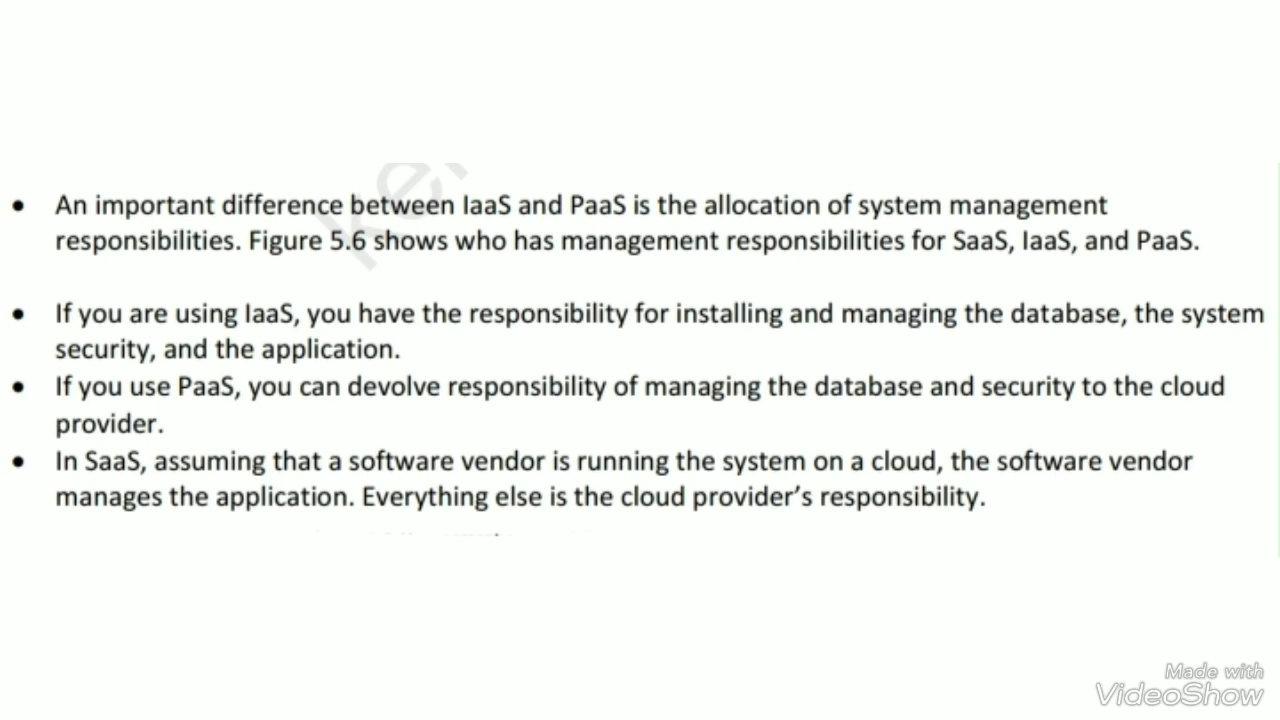 • An important difference between IaaS and PaaS is the allocation of system management
responsibilities. Figure 5.6 shows who has management responsibilities for SaaS, IaaS, and PaaS.
• If you are using IaaS, you have the responsibility for installing and managing the database, the system
security, and the application.
• If you use PaaS, you can devolve responsibility of managing the database and security to the cloud
provider.
• In SaaS, assuming that a software vendor is running the system on a cloud, the software vendor
manages the application. Everything else is the cloud provider’s responsibility.
Made with
VideoShow